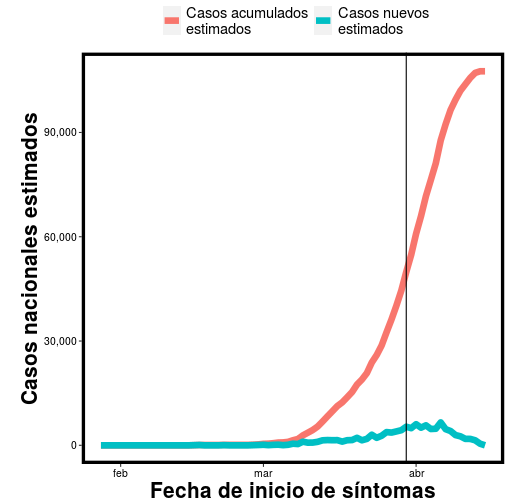 Casos acumulados
estimados
Casos nuevos
estimados
Casos nacionales estimados
90,000
60,000
30,000
0
feb
mar
abr
Fecha de inicio de síntomas